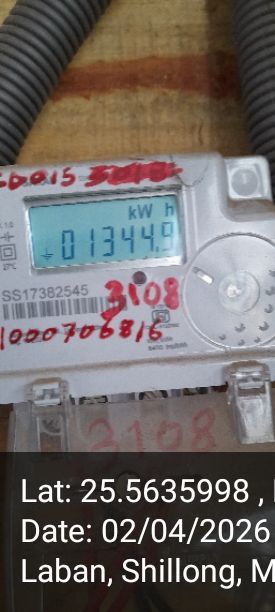 kW h
01344.9
SS17382545
3108
1000706816
3108
Lat: 25.5635998 ,
Date: 02/04/2026
Laban, Shillong, M